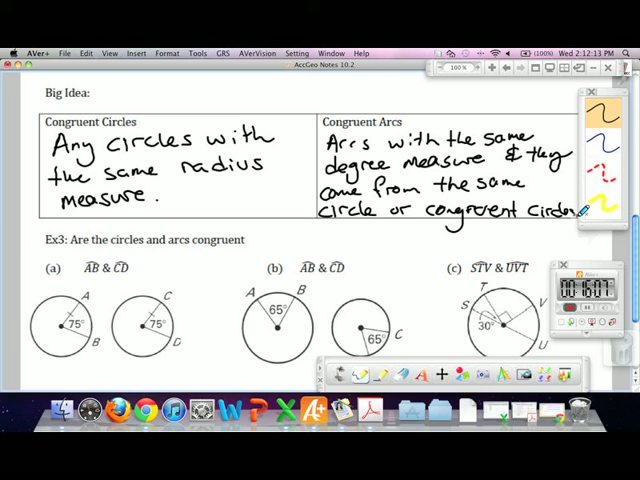 AVer+ File Edit View Insert Format Tools GRS AVerVision Setting Window Help (100%) Wed 2:12:13 PM
AccGeo Notes 10.2
100 %
Big Idea:
Congruent Circles
Any circles with
the same radius
measure.
Congruent Arcs
Arcs with the same
degree measure & they
come from the same
circle or congruent circles.
Ex3: Are the circles and arcs congruent
(a) AB & CD
(b) AB & CD
(c) STV & UVT
A
75°
B
C
75°
D
A
B
65°
C
65°
T
S
V
30°
U
AVer+
00:16:07